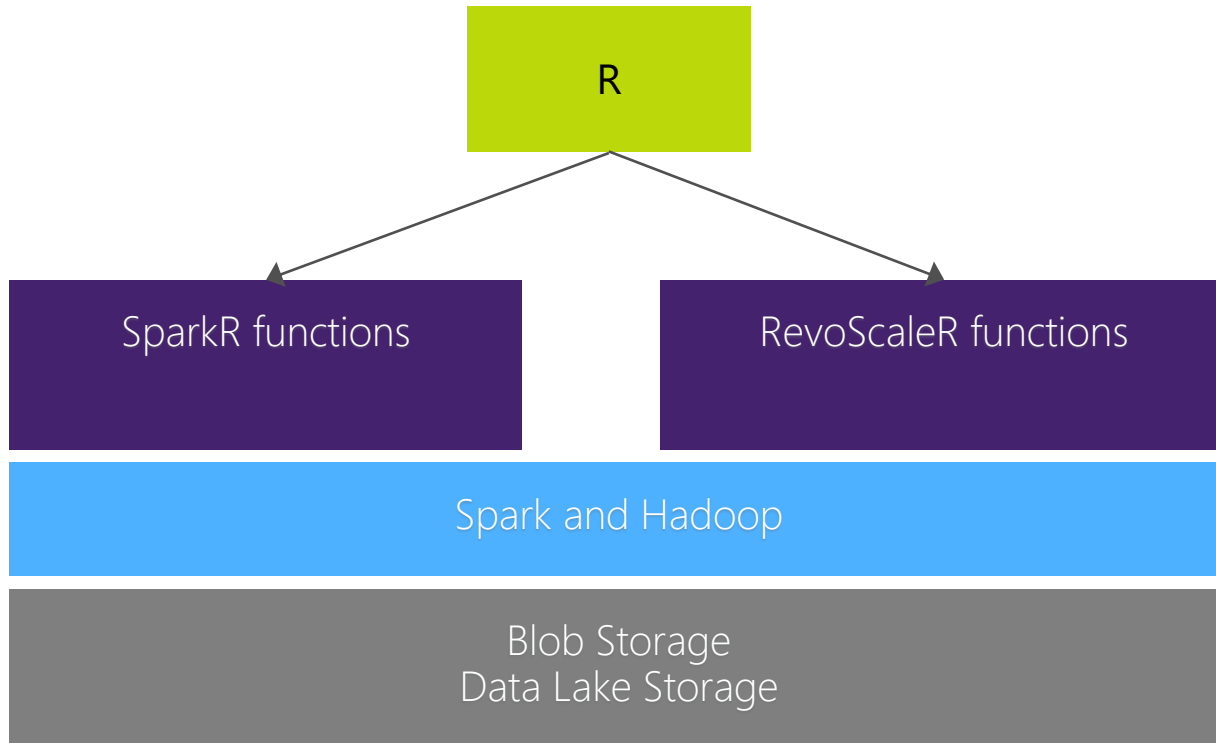 R
SparkR functions
RevoScaleR functions
Spark and Hadoop
Blob Storage
Data Lake Storage